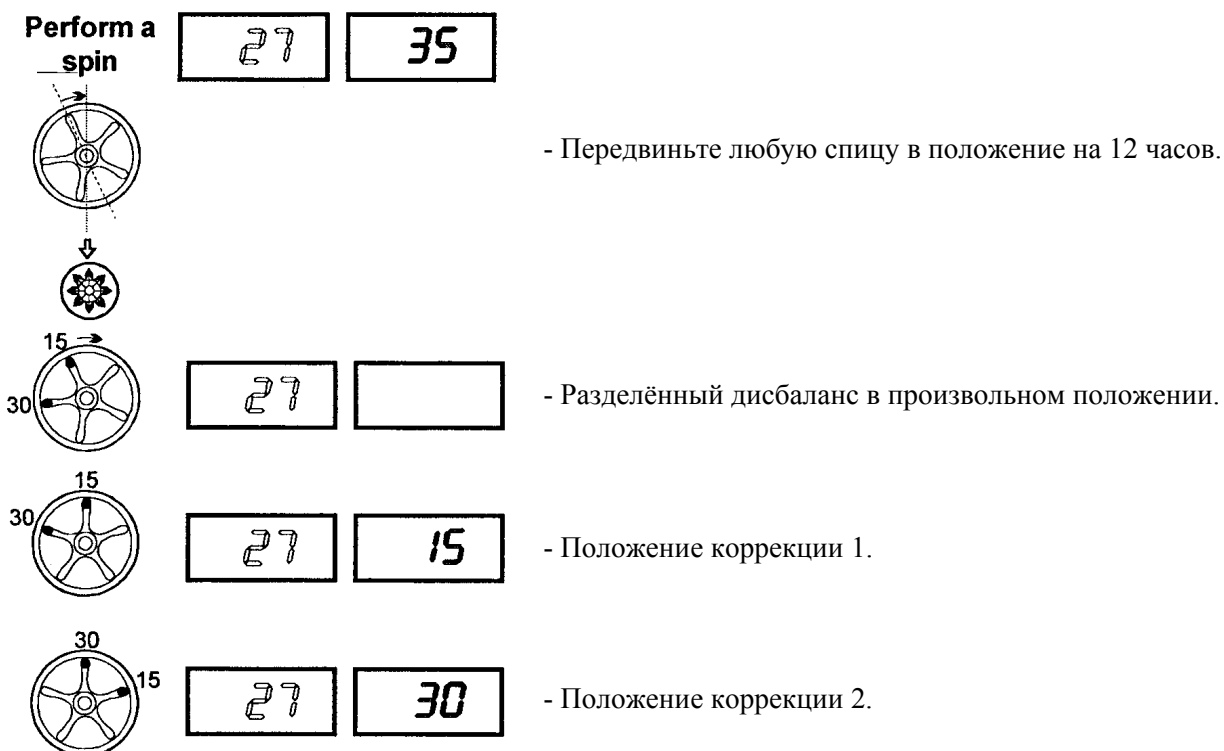 Perform a
spin
27 35
- Передвиньте любую спицу в положение на 12 часов.
15
30
27
- Разделённый дисбаланс в произвольном положении.
15
30
27 15
- Положение коррекции 1.
30
15
27 30
- Положение коррекции 2.